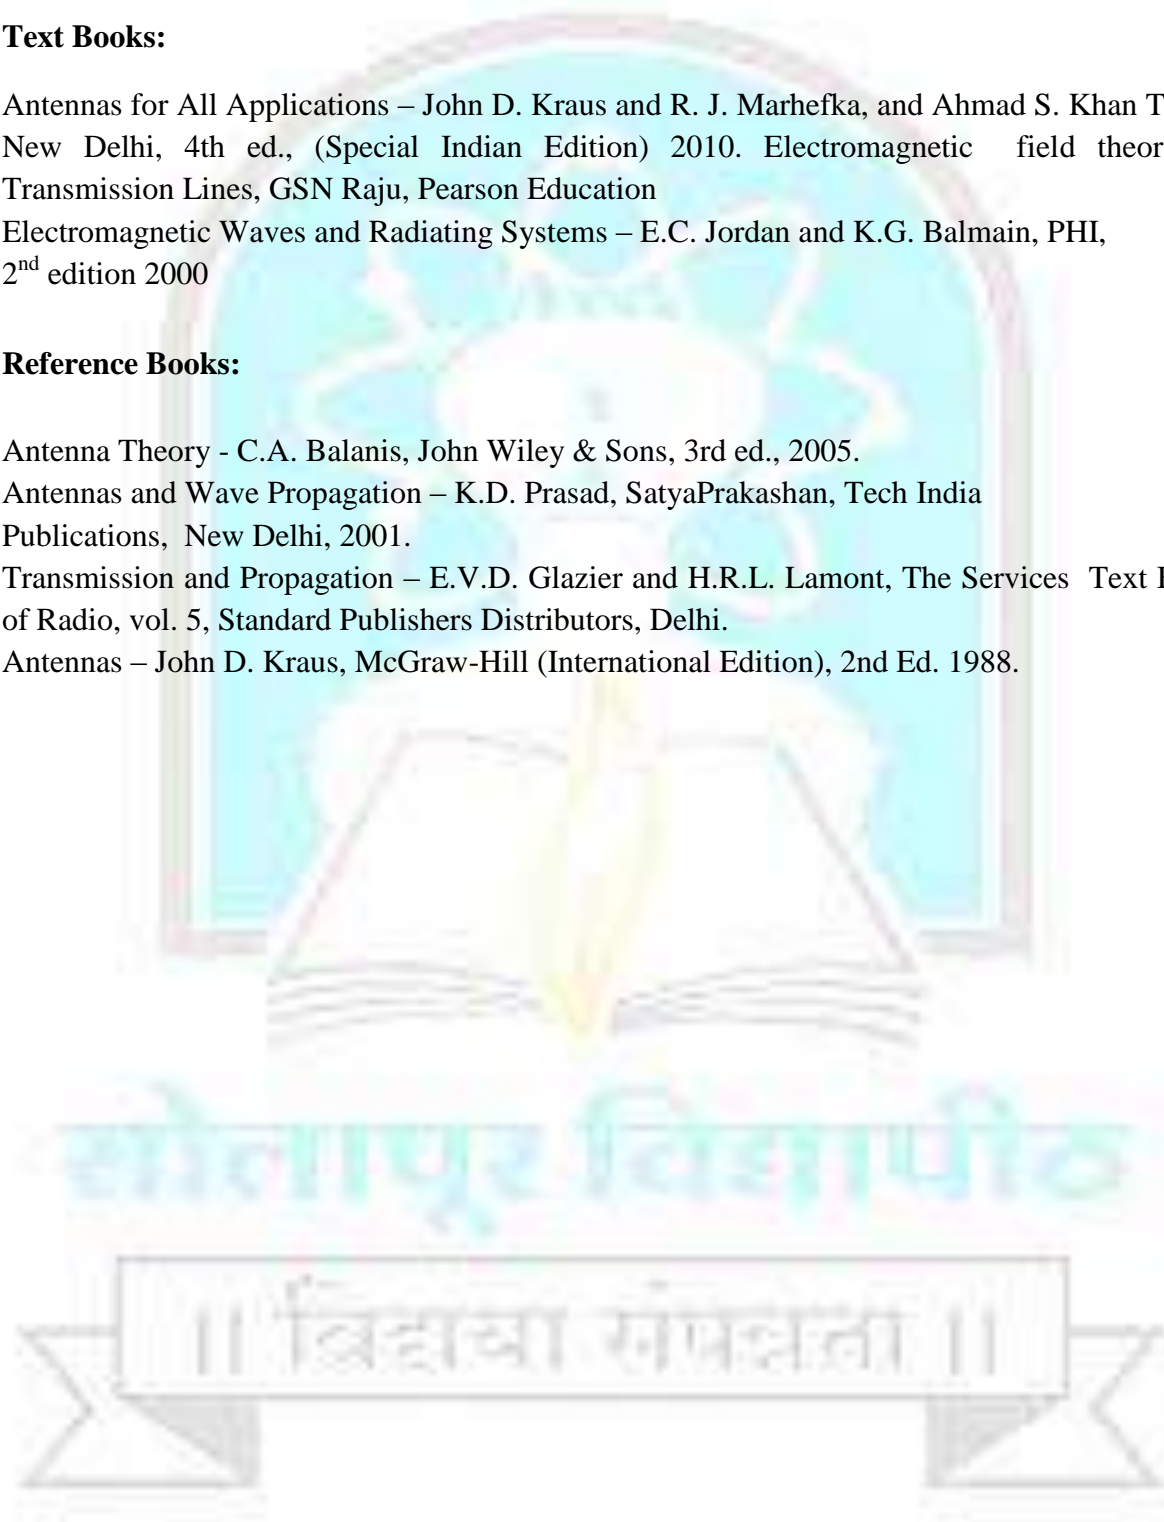 Text Books:
Antennas for All Applications – John D. Kraus and R. J. Marhefka, and Ahmad S. Khan T
New Delhi, 4th ed., (Special Indian Edition) 2010. Electromagnetic field theor
Transmission Lines, GSN Raju, Pearson Education
Electromagnetic Waves and Radiating Systems – E.C. Jordan and K.G. Balmain, PHI,
2nd edition 2000
Reference Books:
Antenna Theory - C.A. Balanis, John Wiley & Sons, 3rd ed., 2005.
Antennas and Wave Propagation – K.D. Prasad, SatyaPrakashan, Tech India
Publications, New Delhi, 2001.
Transmission and Propagation – E.V.D. Glazier and H.R.L. Lamont, The Services Text
of Radio, vol. 5, Standard Publishers Distributors, Delhi.
Antennas – John D. Kraus, McGraw-Hill (International Edition), 2nd Ed. 1988.
सोलापूर विद्यापीठ
।। विद्यया संपन्नता ।।